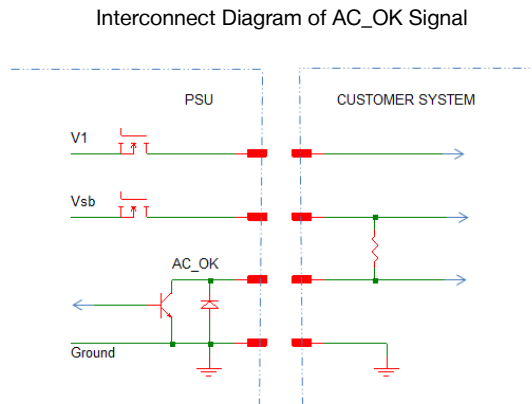 Interconnect Diagram of AC_OK Signal
PSU
CUSTOMER SYSTEM
V1
Vsb
AC_OK
Ground